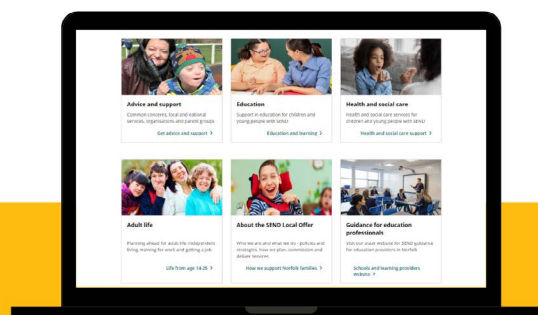 Advice and support
Common concerns, local and national
services, organisations and parent groups
Get advice and support >
Education
Support in education for children and
young people with SEND
Education and learning >
Health and social care
Health and social care services for
children and young people with SEND
Health and social care support >
Adult life
Planning ahead for adult life, independent
living, training for work and getting a job
Life from age 14-25 >
About the SEND Local Offer
Who we are and what we do - policies and
strategies, how we plan, commission and
deliver services
How we support Norfolk families >
Guidance for education
professionals
Visit our sister website for SEND guidance
for education providers in Norfolk
Schools and learning providers
website >